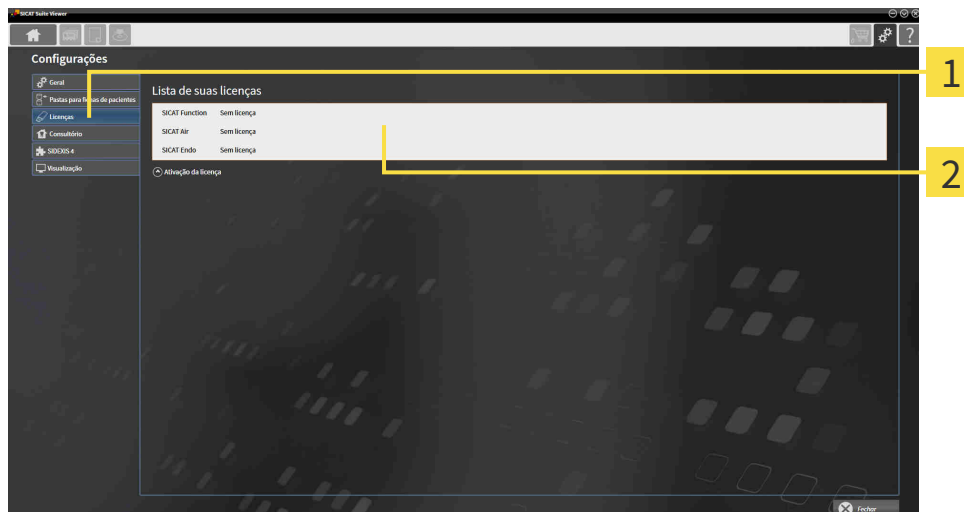 SICAT Suite Viewer
Configurações
Geral
Pastas para fichas de pacientes
Licenças
Consultório
SIDEXIS 4
Visualização
Lista de suas licenças
SICAT Function Sem licença
SICAT Air Sem licença
SICAT Endo Sem licença
Ativação da licença
Fechar
1
2